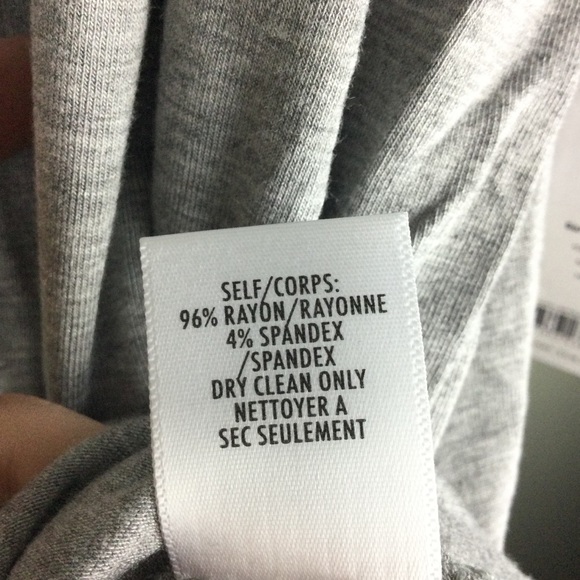 SELF/CORPS:
96% RAYON/RAYONNE
4% SPANDEX
/SPANDEX
DRY CLEAN ONLY
NETTOYER A
SEC SEULEMENT